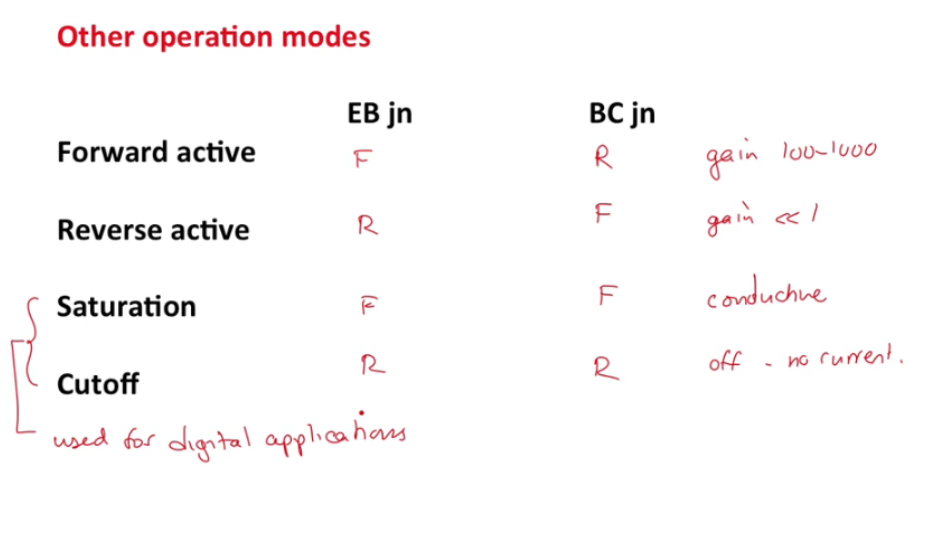 Other operation modes
EB jn BC jn
Forward active F R gain 100-1000
Reverse active R F gain << 1
Saturation F F conductive
Cutoff R R off - no current.
used for digital applications